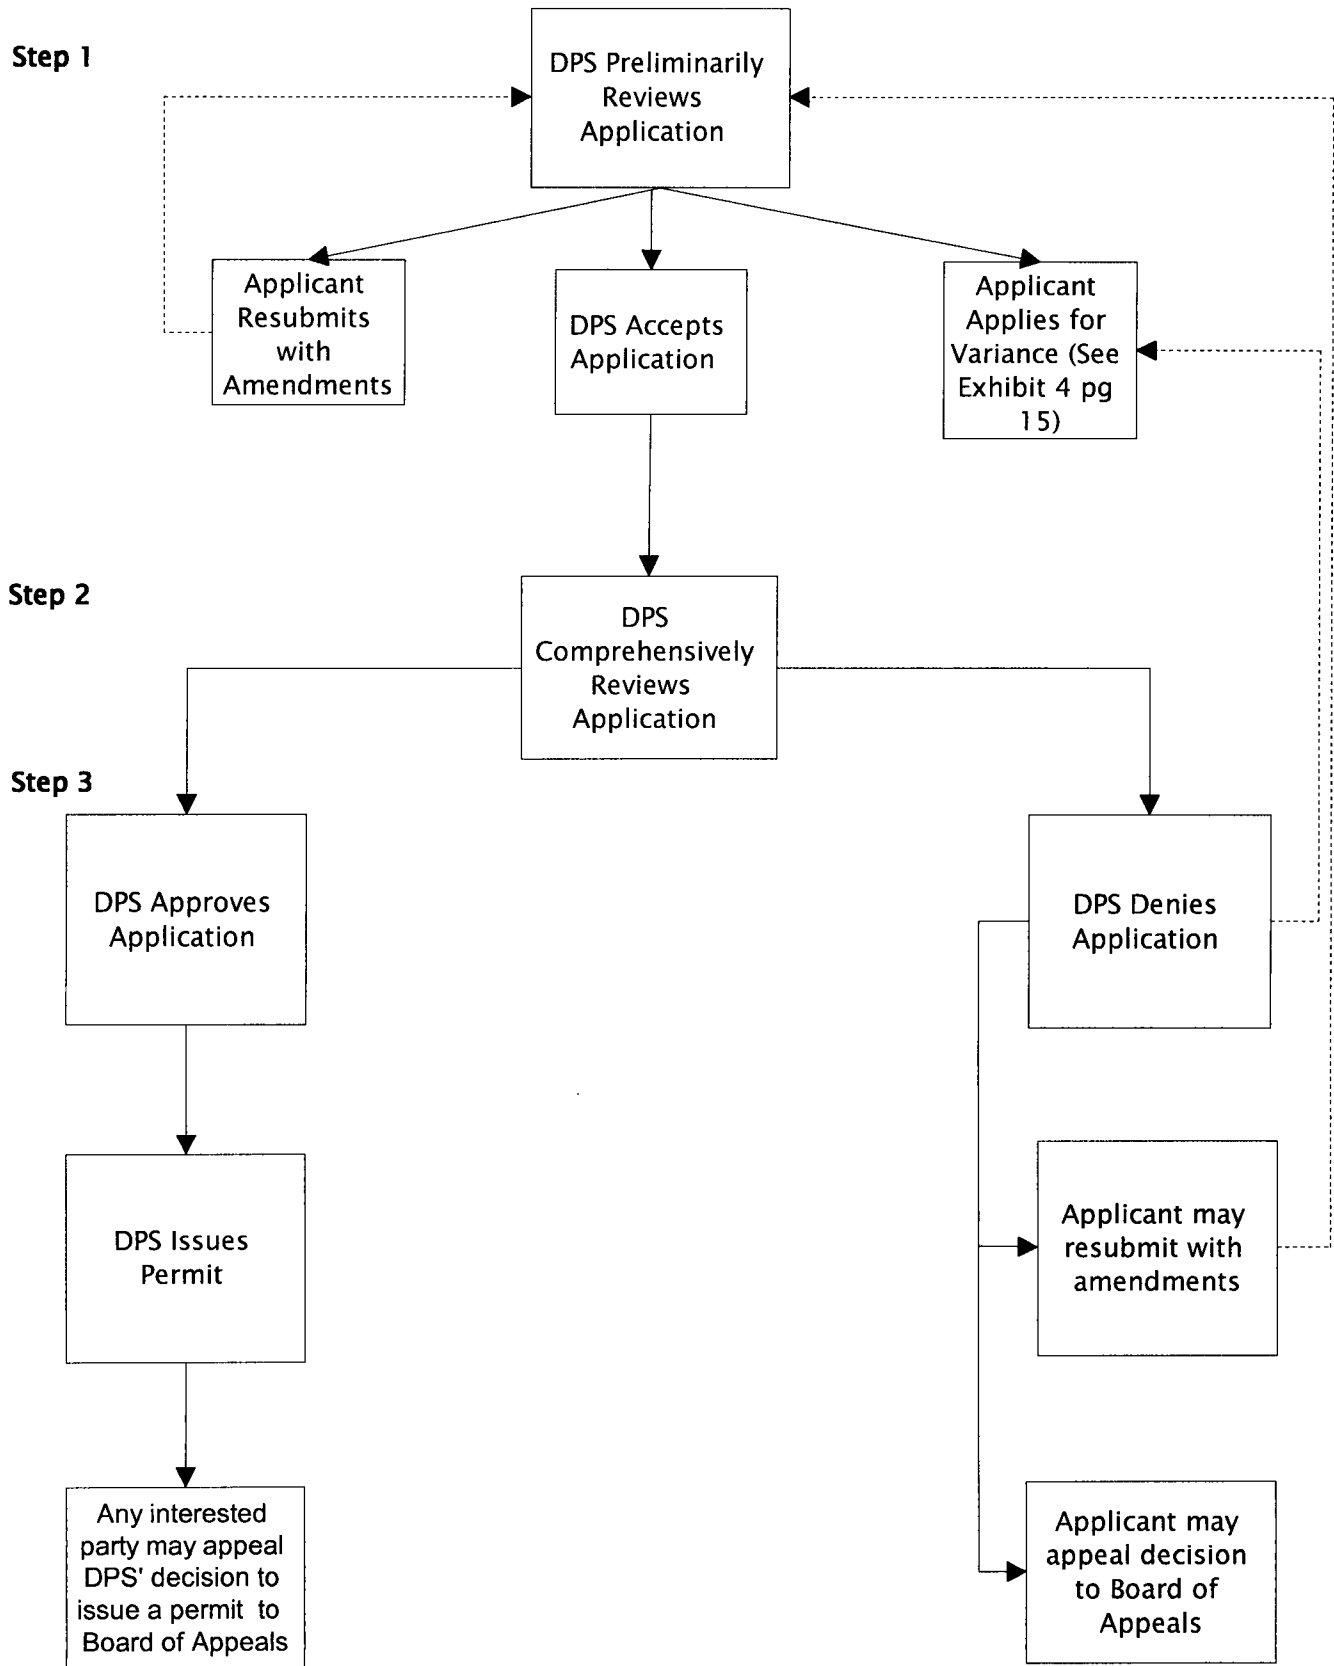 Step 1
DPS Preliminarily
Reviews
Application
Applicant
Resubmits
with
Amendments
DPS Accepts
Application
Applicant
Applies for
Variance (See
Exhibit 4 pg
15)
Step 2
DPS
Comprehensively
Reviews
Application
Step 3
DPS Approves
Application
DPS Denies
Application
DPS Issues
Permit
Applicant may
resubmit with
amendments
Any interested
party may appeal
DPS' decision to
issue a permit to
Board of Appeals
Applicant may
appeal decision
to Board of
Appeals